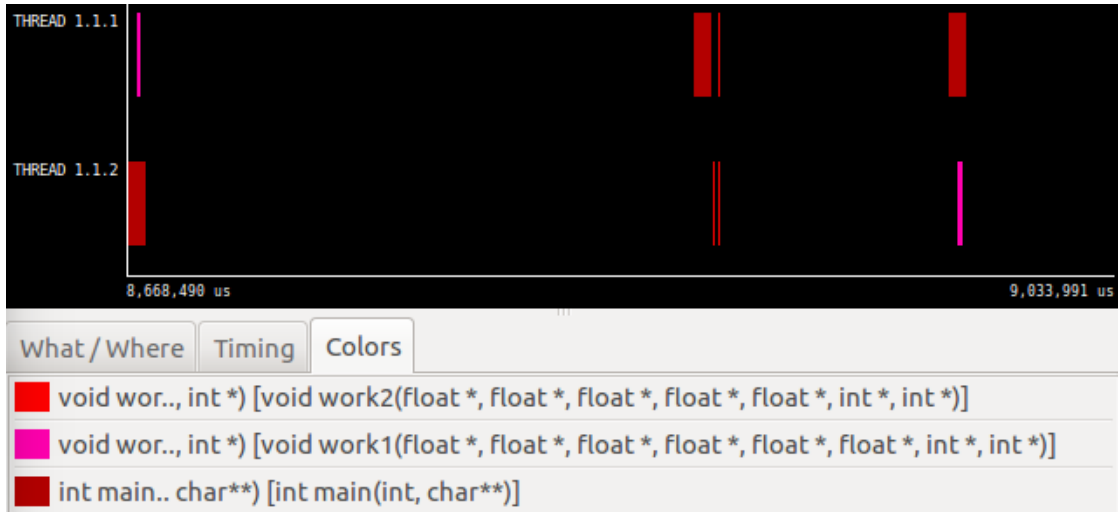 THREAD 1.1.1
THREAD 1.1.2
8,668,490 us 9,033,991 us
What / Where Timing Colors
void wor.., int *) [void work2(float *, float *, float *, float *, float *, int *, int *)]
void wor.., int *) [void work1(float *, float *, float *, float *, float *, float *, int *, int *)]
int main.. char**) [int main(int, char**)]